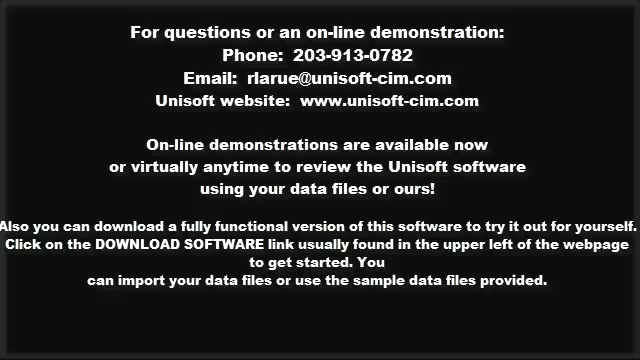 For questions or an on-line demonstration:
Phone: 203-913-0782
Email: rlarue@unisoft-cim.com
Unisoft website: www.unisoft-cim.com
On-line demonstrations are available now
or virtually anytime to review the Unisoft software
using your data files or ours!
Also you can download a fully functional version of this software to try it out for yourself.
Click on the DOWNLOAD SOFTWARE link usually found in the upper left of the webpage
to get started. You
can import your data files or use the sample data files provided.